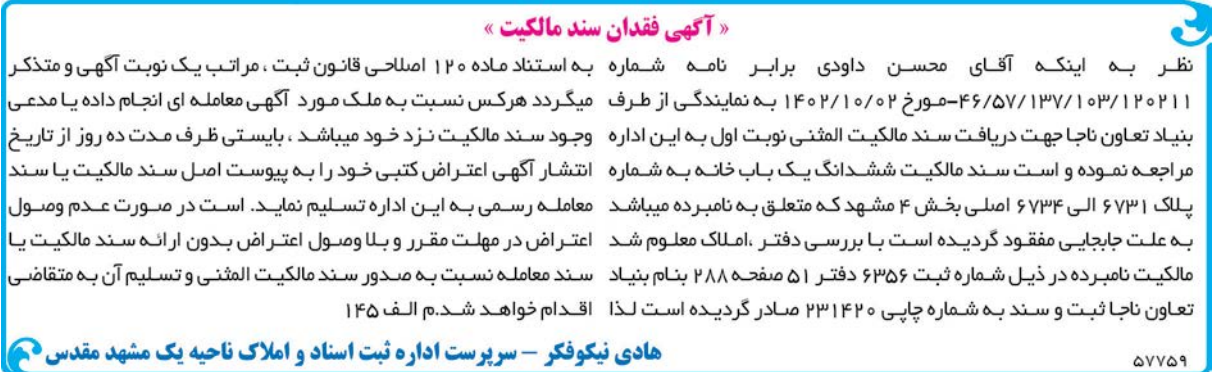 « آگهی فقدان سند مالکیت »
نظر به اینکه آقای محسن داودی برابر نامه شماره
۴۶/۵۷/۱۳۷/۱۰۳/۱۲۰۲۱۱–مورخ ۱۴۰۲/۱۰/۰۲ به نمایندگی از طرف
بنیاد تعاون ناجا جهت دریافت سند مالکیت المثنی نوبت اول به این اداره
مراجعه نموده و است سند مالکیت ششدانگ یک باب خانه به شماره
پلاک ۶۷۳۱ الی ۶۷۳۴ اصلی بخش ۴ مشهد که متعلق به نامبرده میباشد
به علت جابجایی مفقود گردیده است با بررسی دفتر ،املاک معلوم شد
مالکیت نامبرده در ذیل شماره ثبت ۶۳۵۶ دفتر ۵۱ صفحه ۲۸۸ بنام بنیاد
تعاون ناجا ثبت و سند به شماره چاپی ۲۳۱۴۲۰ صادر گردیده است لذا
به استناد ماده ۱۲۰ اصلاحی قانون ثبت ، مراتب یک نوبت آگهی و متذکر
میگردد هرکس نسبت به ملک مورد آگهی معامله ای انجام داده یا مدعی
وجود سند مالکیت نزد خود میباشد ، بایستی ظرف مدت ده روز از تاریخ
انتشار آگهی اعتراض کتبی خود را به پیوست اصل سند مالکیت یا سند
معامله رسمی به این اداره تسلیم نماید. است در صورت عدم وصول
اعتراض در مهلت مقرر و بلا وصول اعتراض بدون ارائه سند مالکیت یا
سند معامله نسبت به صدور سند مالکیت المثنی و تسلیم آن به متقاضی
اقدام خواهد شد.م الف ۱۴۵
هادی نیکوفکر – سرپرست اداره ثبت اسناد و املاک ناحیه یک مشهد مقدس
۵۷۷۵۹